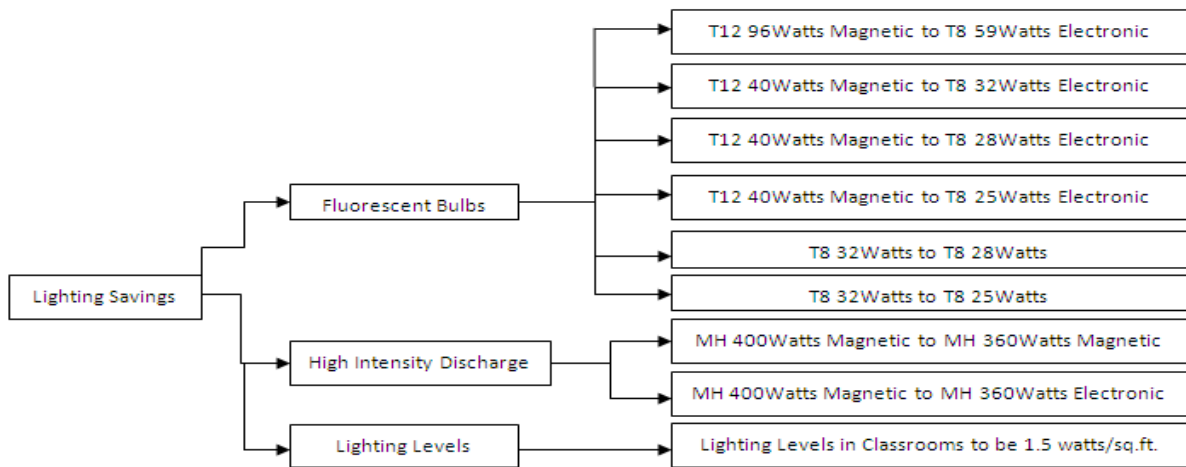 Lighting Savings
Fluorescent Bulbs
T12 96Watts Magnetic to T8 59Watts Electronic
T12 40Watts Magnetic to T8 32Watts Electronic
T12 40Watts Magnetic to T8 28Watts Electronic
T12 40Watts Magnetic to T8 25Watts Electronic
T8 32Watts to T8 28Watts
T8 32Watts to T8 25Watts
High Intensity Discharge
MH 400Watts Magnetic to MH 360Watts Magnetic
MH 400Watts Magnetic to MH 360Watts Electronic
Lighting Levels
Lighting Levels in Classrooms to be 1.5 watts/sq.ft.